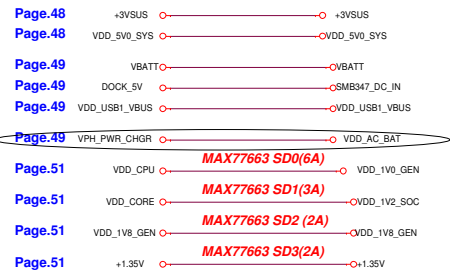 Page.48 +3VSUS +3VSUS
Page.48 VDD_5V0_SYS VDD_5V0_SYS
Page.49 VBATT VBATT
Page.49 DOCK_5V SMB347_DC_IN
Page.49 VDD_USB1_VBUS VDD_USB1_VBUS
Page.49 VPH_PWR_CHGR VDD_AC_BAT
Page.51 VDD_CPU MAX77663 SD0(6A) VDD_1V0_GEN
Page.51 VDD_CORE MAX77663 SD1(3A) VDD_1V2_SOC
Page.51 VDD_1V8_GEN MAX77663 SD2 (2A) VDD_1V8_GEN
Page.51 +1.35V MAX77663 SD3(2A) +1.35V